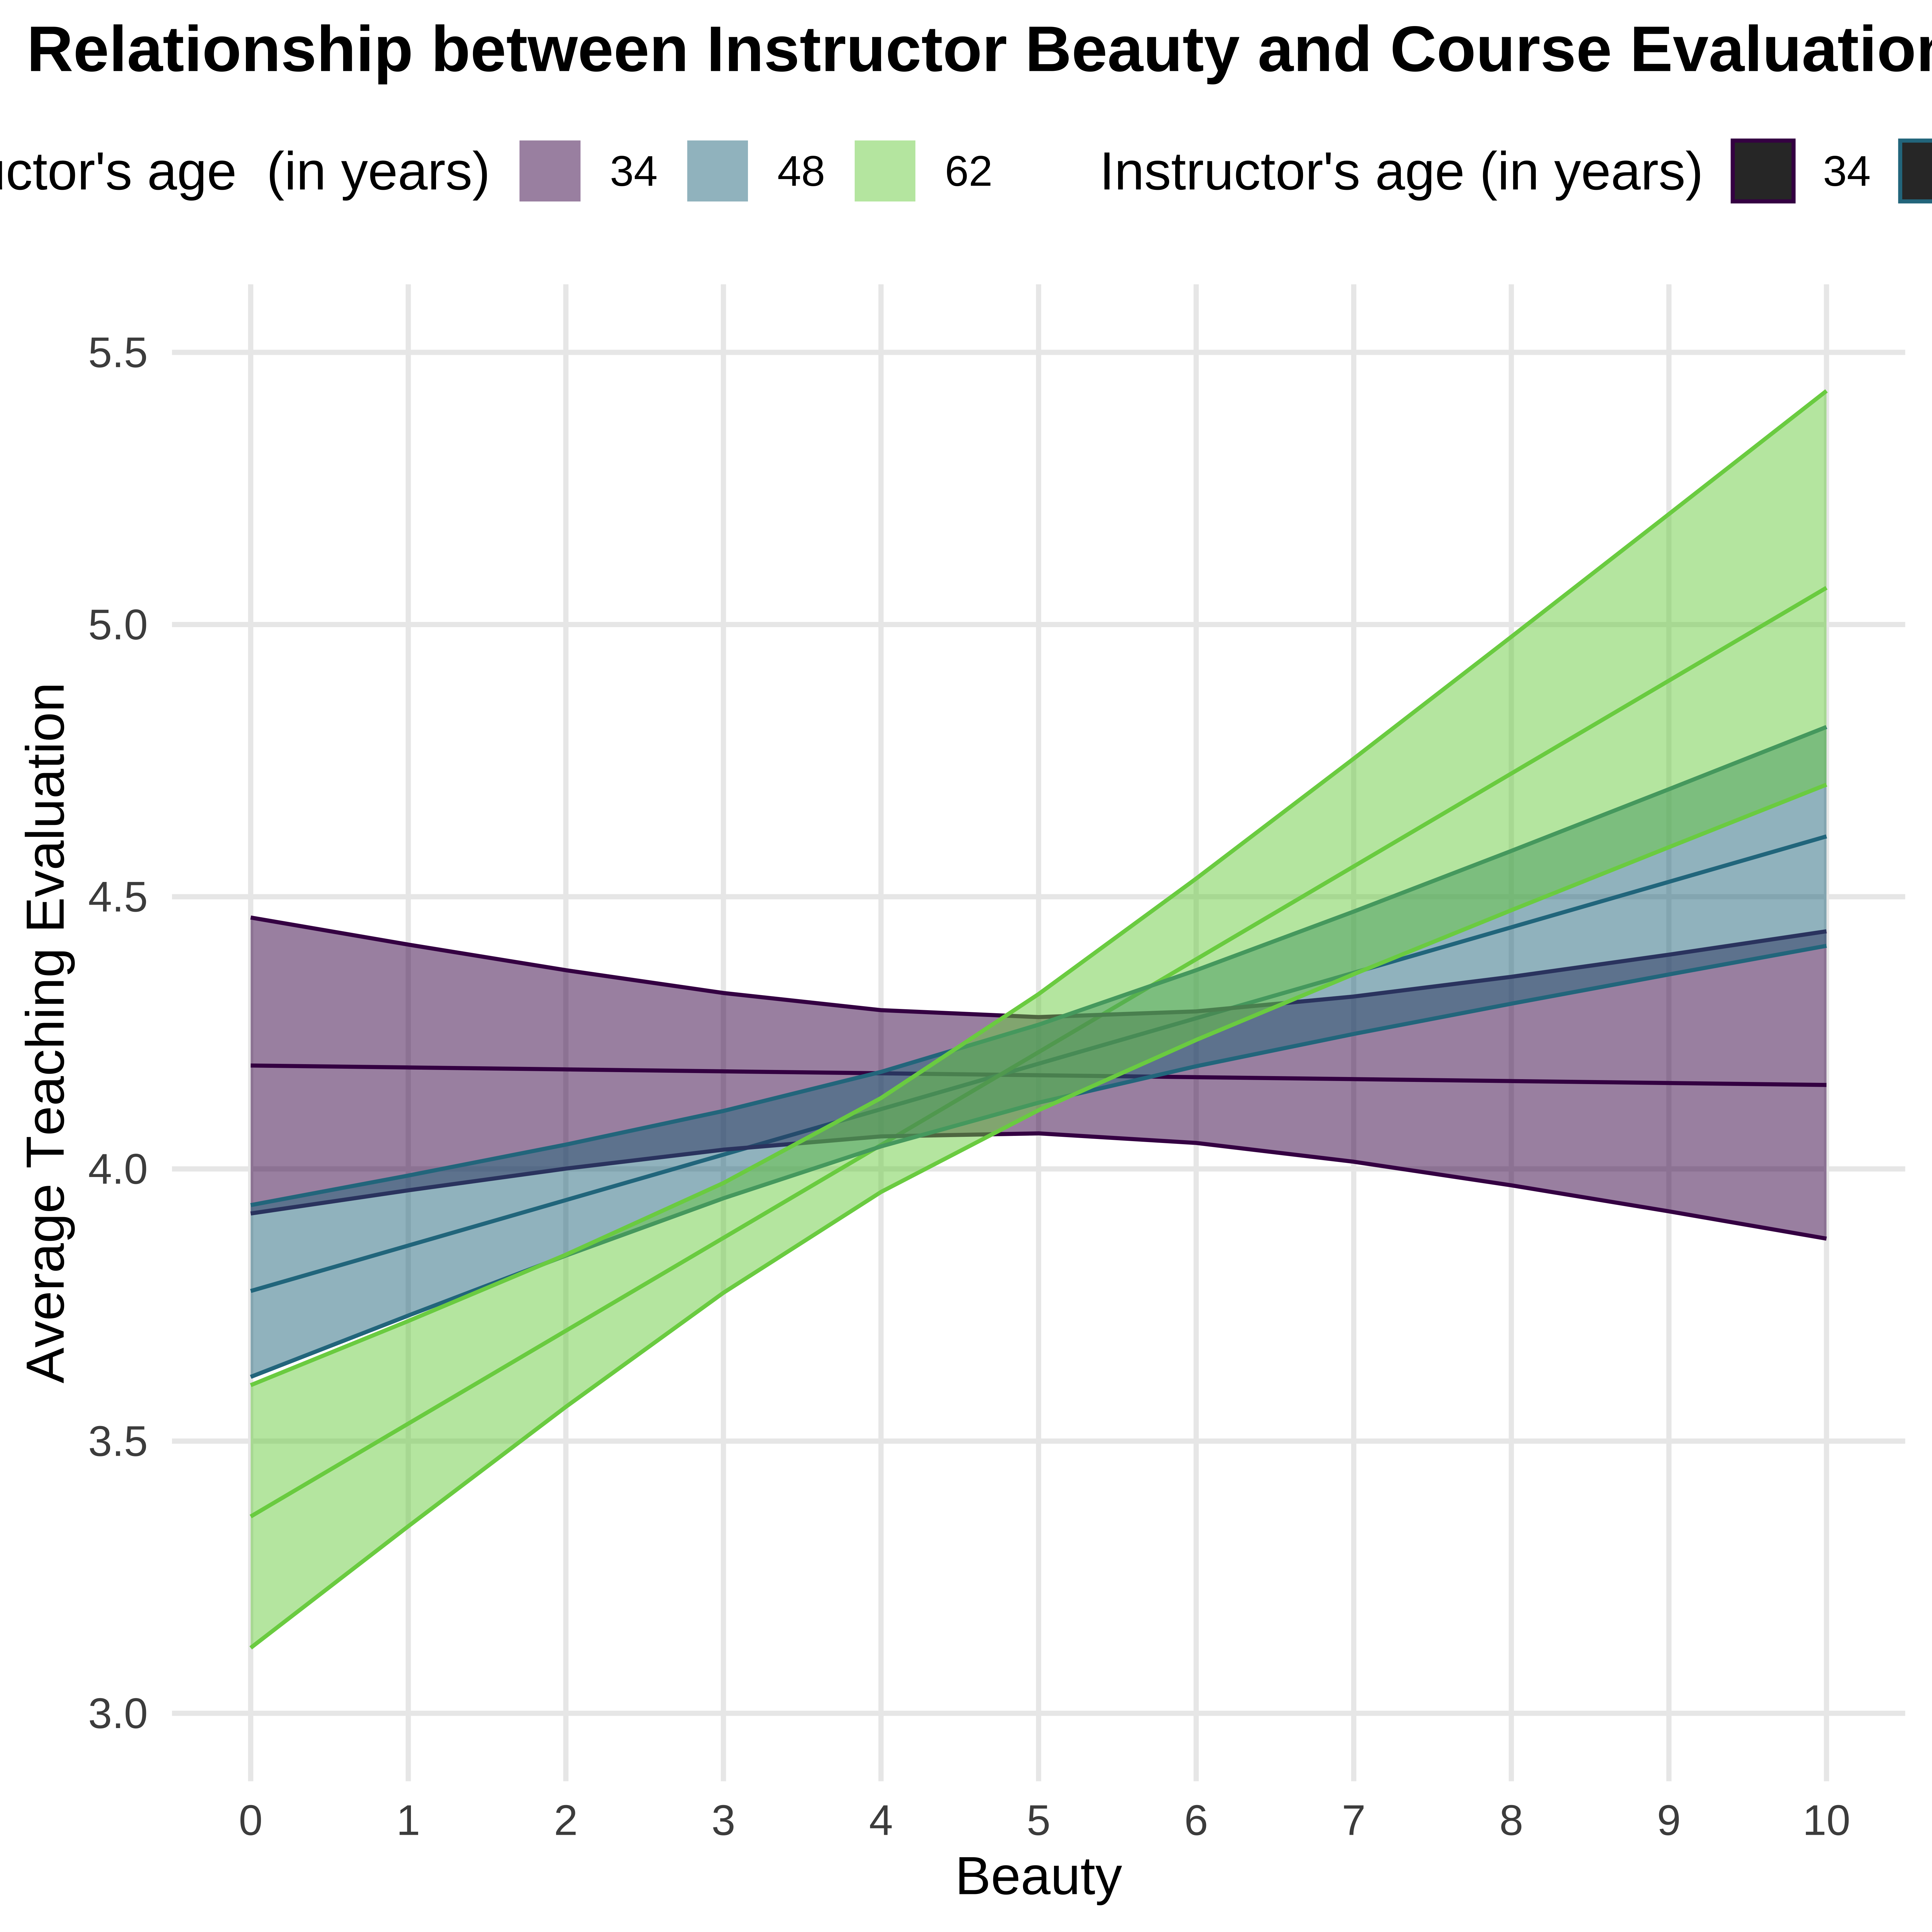 Relationship between Instructor Beauty and Course Evaluation
uctor's age (in years) 34 48 62 Instructor's age (in years) 34
5.5
5.0
4.5
4.0
3.5
3.0
Average Teaching Evaluation
0 1 2 3 4 5 6 7 8 9 10
Beauty